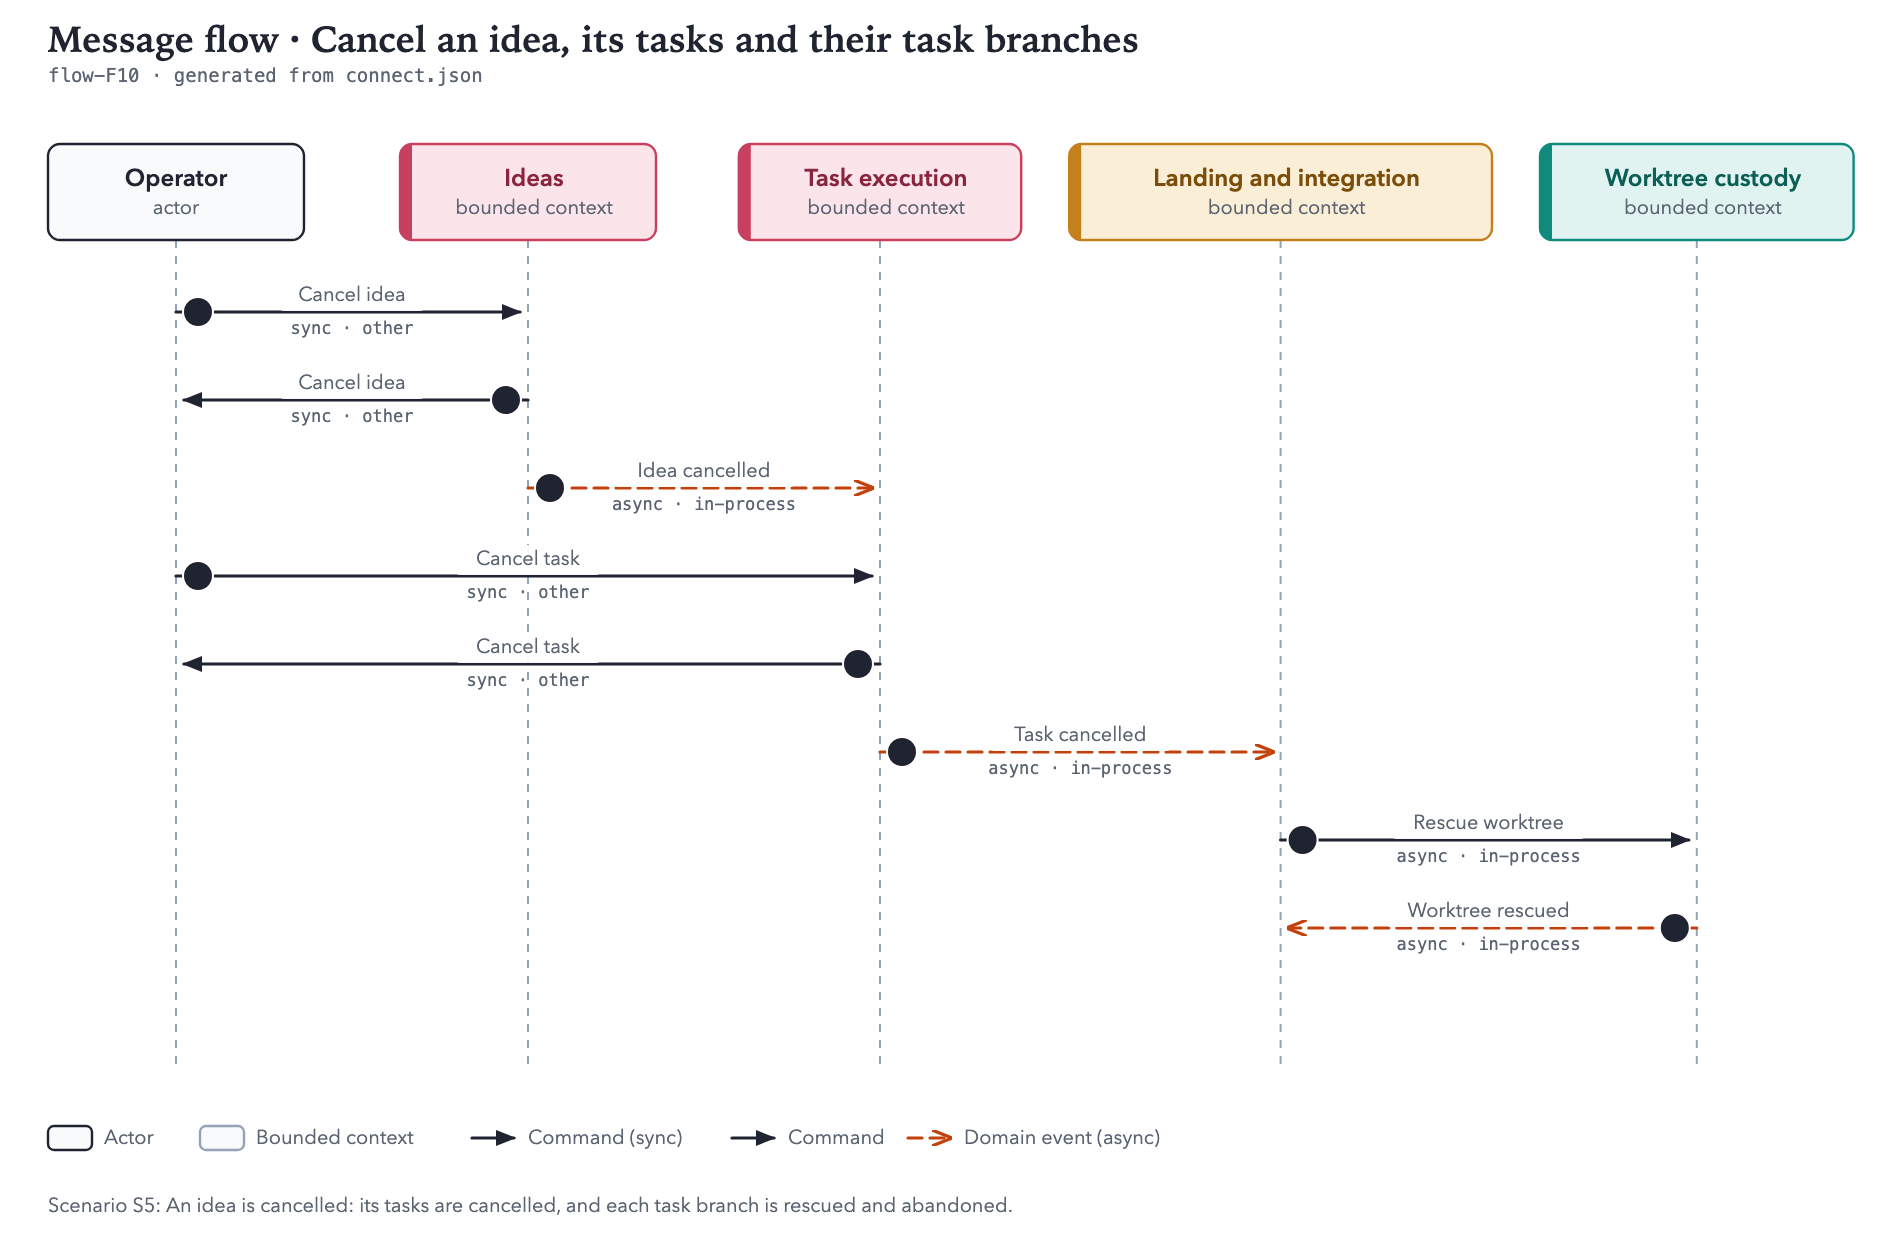 Message flow · Cancel an idea, its tasks and their task branches
flow-F10 · generated from connect.json
Operator
actor
Ideas
bounded context
Task execution
bounded context
Landing and integration
bounded context
Worktree custody
bounded context
Cancel idea
sync · other
Cancel idea
sync · other
Idea cancelled
async · in-process
Cancel task
sync · other
Cancel task
sync · other
Task cancelled
async · in-process
Rescue worktree
async · in-process
Worktree rescued
async · in-process
Actor
Bounded context
Command (sync)
Command
Domain event (async)
Scenario S5: An idea is cancelled: its tasks are cancelled, and each task branch is rescued and abandoned.